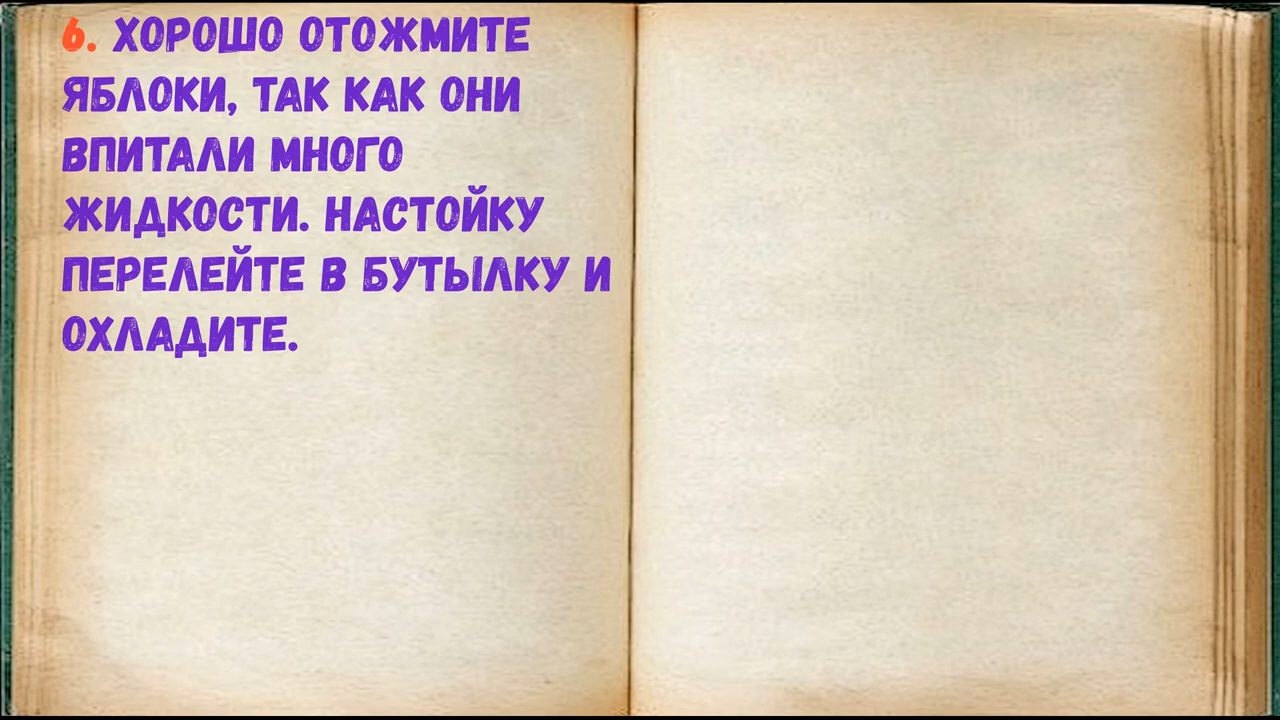 6. ХОРОШО ОТОЖМИТЕ
ЯБЛОКИ, ТАК КАК ОНИ
ВПИТАЛИ МНОГО
ЖИДКОСТИ. НАСТОЙКУ
ПЕРЕЛЕЙТЕ В БУТЫЛКУ И
ОХЛАДИТЕ.